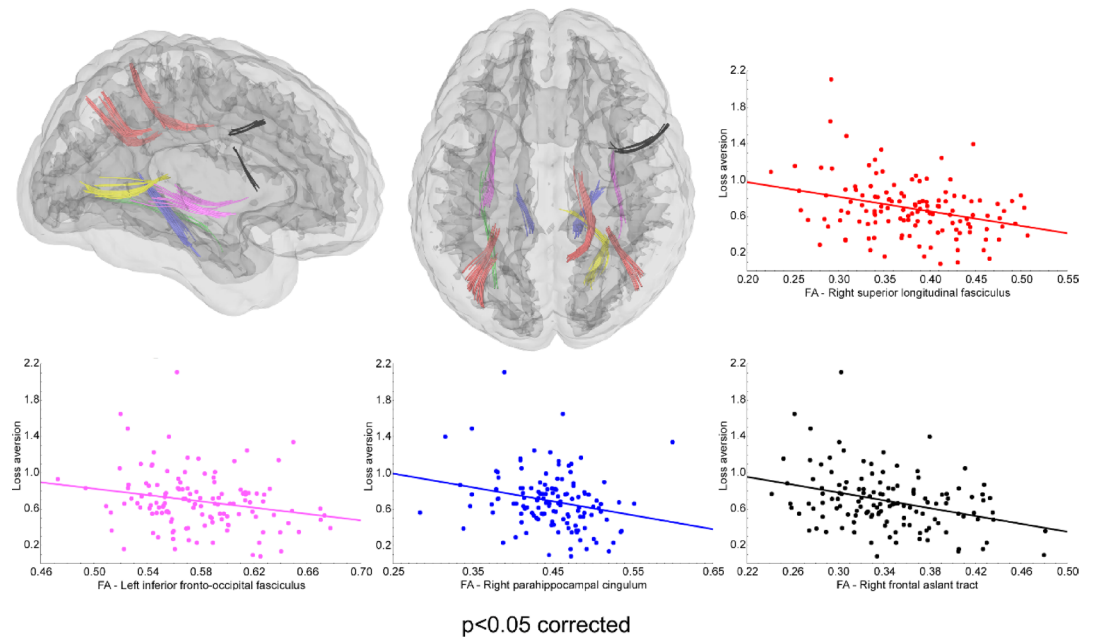 2.2
1.8
1.4
1.0
0.6
0.2
Loss aversion
0.20 0.25 0.30 0.35 0.40 0.45 0.50 0.55
FA - Right superior longitudinal fasciculus
2.2
1.8
1.4
1.0
0.6
0.2
Loss aversion
0.46 0.50 0.54 0.58 0.62 0.66 0.70
FA - Left inferior fronto-occipital fasciculus
2.2
1.8
1.4
1.0
0.6
0.2
Loss aversion
0.25 0.35 0.45 0.55 0.65
FA - Right parahippocampal cingulum
2.2
1.8
1.4
1.0
0.6
0.2
Loss aversion
0.22 0.26 0.30 0.34 0.38 0.42 0.46 0.50
FA - Right frontal aslant tract
p<0.05 corrected